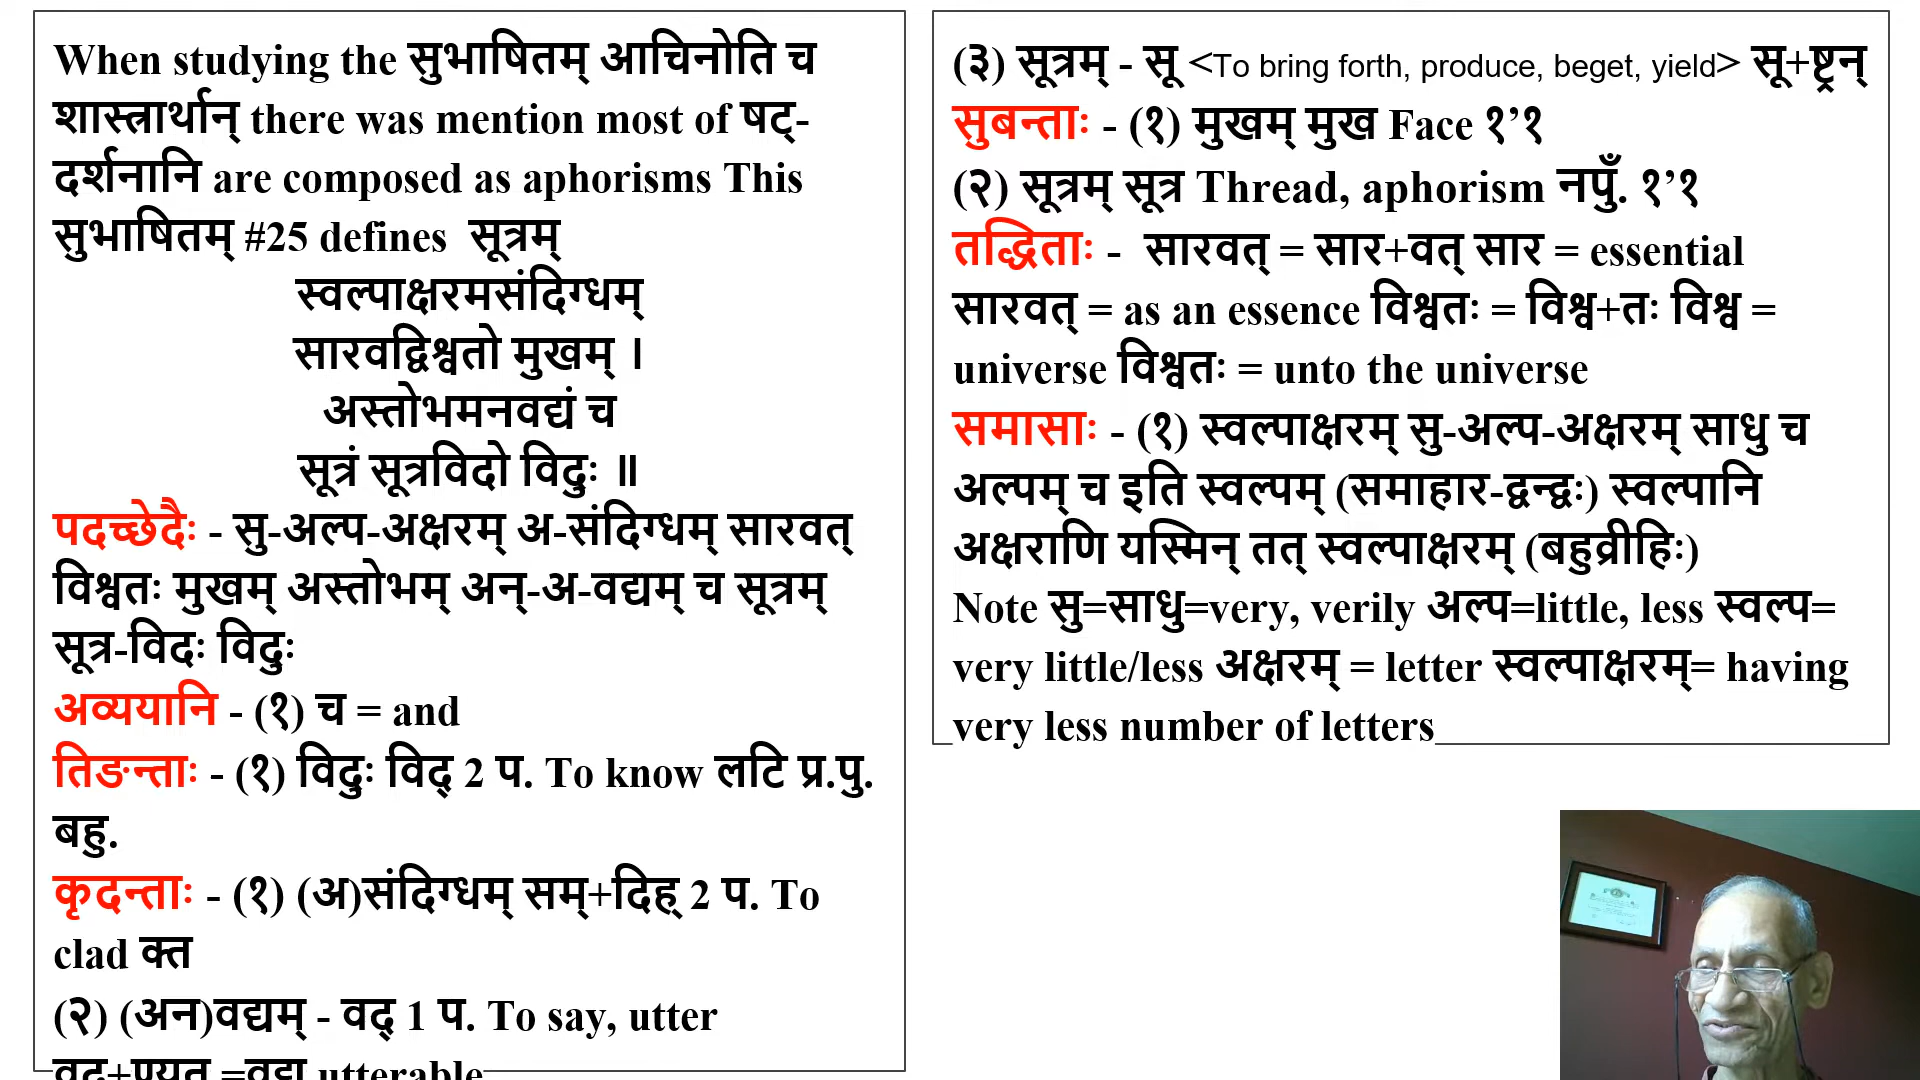 When studying the सुभाषितम् आचिनोति च
शास्त्रार्थान् there was mention most of षट्-
दर्शनानि are composed as aphorisms This
सुभाषितम् #25 defines सूत्रम्
स्वल्पाक्षरमसंदिग्धम्
सारवद्विश्वतो मुखम् ।
अस्तोभमनवद्यं च
सूत्रं सूत्रविदो विदुः ॥
पदच्छेदैः - सु-अल्प-अक्षरम् अ-संदिग्धम् सारवत्
विश्वतः मुखम् अस्तोभम् अन्-अ-वद्यम् च सूत्रम्
सूत्र-विदः विदुः
अव्ययानि - (१) च = and
तिङन्ताः - (१) विदुः विद् 2 प. To know लटि प्र.पु.
बहु.
कृदन्ताः - (१) (अ)संदिग्धम् सम्+दिह् 2 प. To
clad क्त
(२) (अन)वद्यम् - वद् 1 प. To say, utter
वद्+ण्यत् =वद्य utterable
(३) सूत्रम् - सू <To bring forth, produce, beget, yield> सू+ष्ट्रन्
सुबन्ताः - (१) मुखम् मुख Face १’१
(२) सूत्रम् सूत्र Thread, aphorism नपुँ. १’१
तद्धिताः - सारवत् = सार+वत् सार = essential
सारवत् = as an essence विश्वतः = विश्व+तः विश्व =
universe विश्वतः = unto the universe
समासाः - (१) स्वल्पाक्षरम् सु-अल्प-अक्षरम् साधु च
अल्पम् च इति स्वल्पम् (समाहार-द्वन्द्वः) स्वल्पानि
अक्षराणि यस्मिन् तत् स्वल्पाक्षरम् (बहुव्रीहिः)
Note सु=साधु=very, verily अल्प=little, less स्वल्प=
very little/less अक्षरम् = letter स्वल्पाक्षरम्= having
very less number of letters